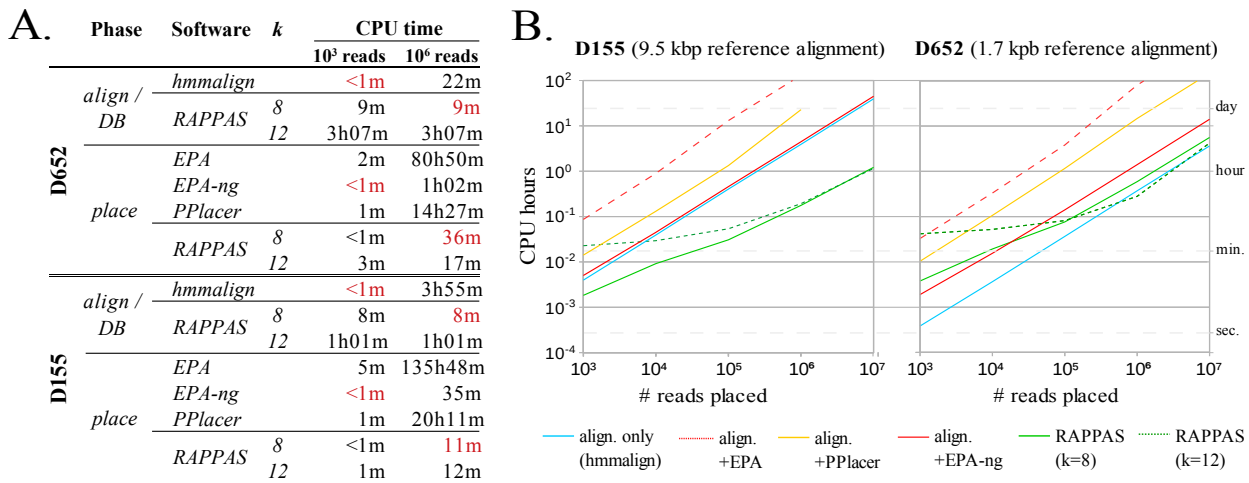 A.
Phase Software k CPU time
10³ reads 10⁶ reads
D652
align / DB
hmmalign <1m 22m
RAPPAS 8 9m 9m
12 3h07m 3h07m
place
EPA 2m 80h50m
EPA-ng <1m 1h02m
PPlacer 1m 14h27m
RAPPAS 8 <1m 36m
12 3m 17m
D155
align / DB
hmmalign <1m 3h55m
RAPPAS 8 8m 8m
12 1h01m 1h01m
place
EPA 5m 135h48m
EPA-ng <1m 35m
PPlacer 1m 20h11m
RAPPAS 8 <1m 11m
12 1m 12m
B.
D155 (9.5 kbp reference alignment)
D652 (1.7 kpb reference alignment)
CPU hours
10²
10¹
10⁰
10⁻¹
10⁻²
10⁻³
10⁻⁴
day
hour
min.
sec.
10³ 10⁴ 10⁵ 10⁶ 10⁷
# reads placed
10³ 10⁴ 10⁵ 10⁶ 10⁷
# reads placed
align. only (hmmalign)
align. +EPA
align. +PPlacer
align. +EPA-ng
RAPPAS (k=8)
RAPPAS (k=12)